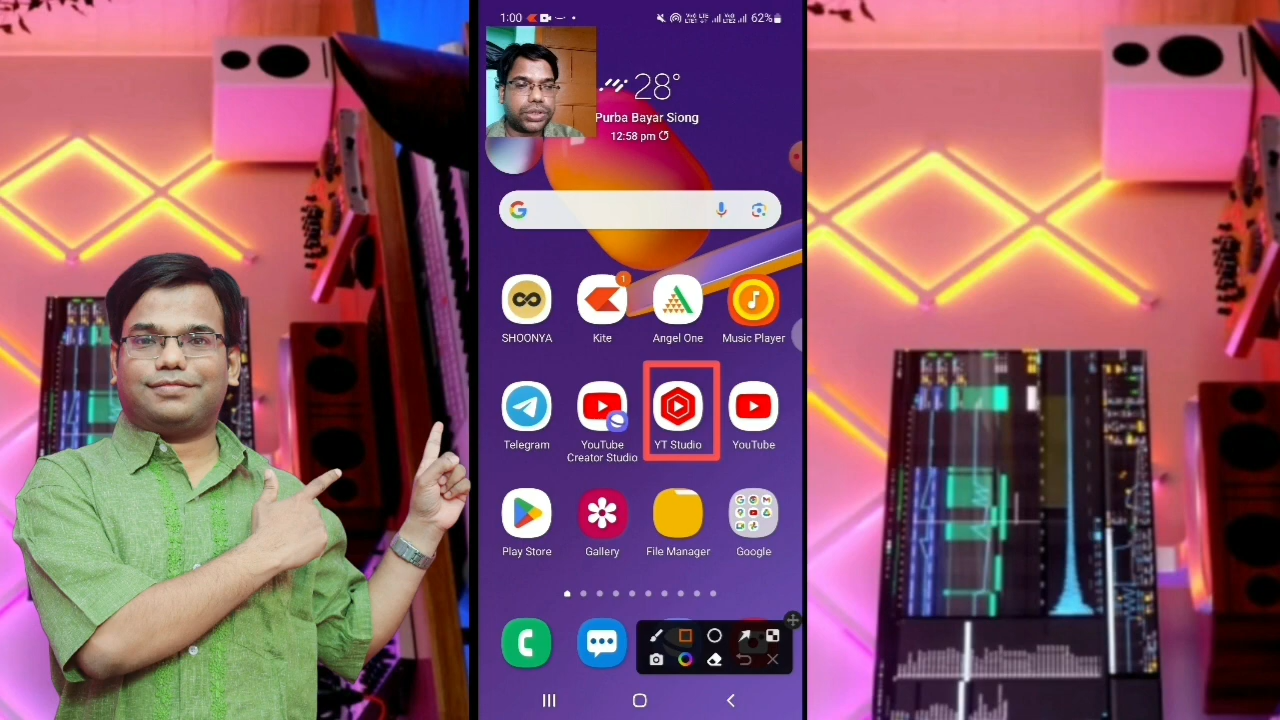 1:00
62%
28°
Purba Bayar Siong
12:58 pm
SHOONYA
Kite
1
Angel One
Music Player
Telegram
YouTube
Creator Studio
YT Studio
YouTube
Play Store
Gallery
File Manager
Google